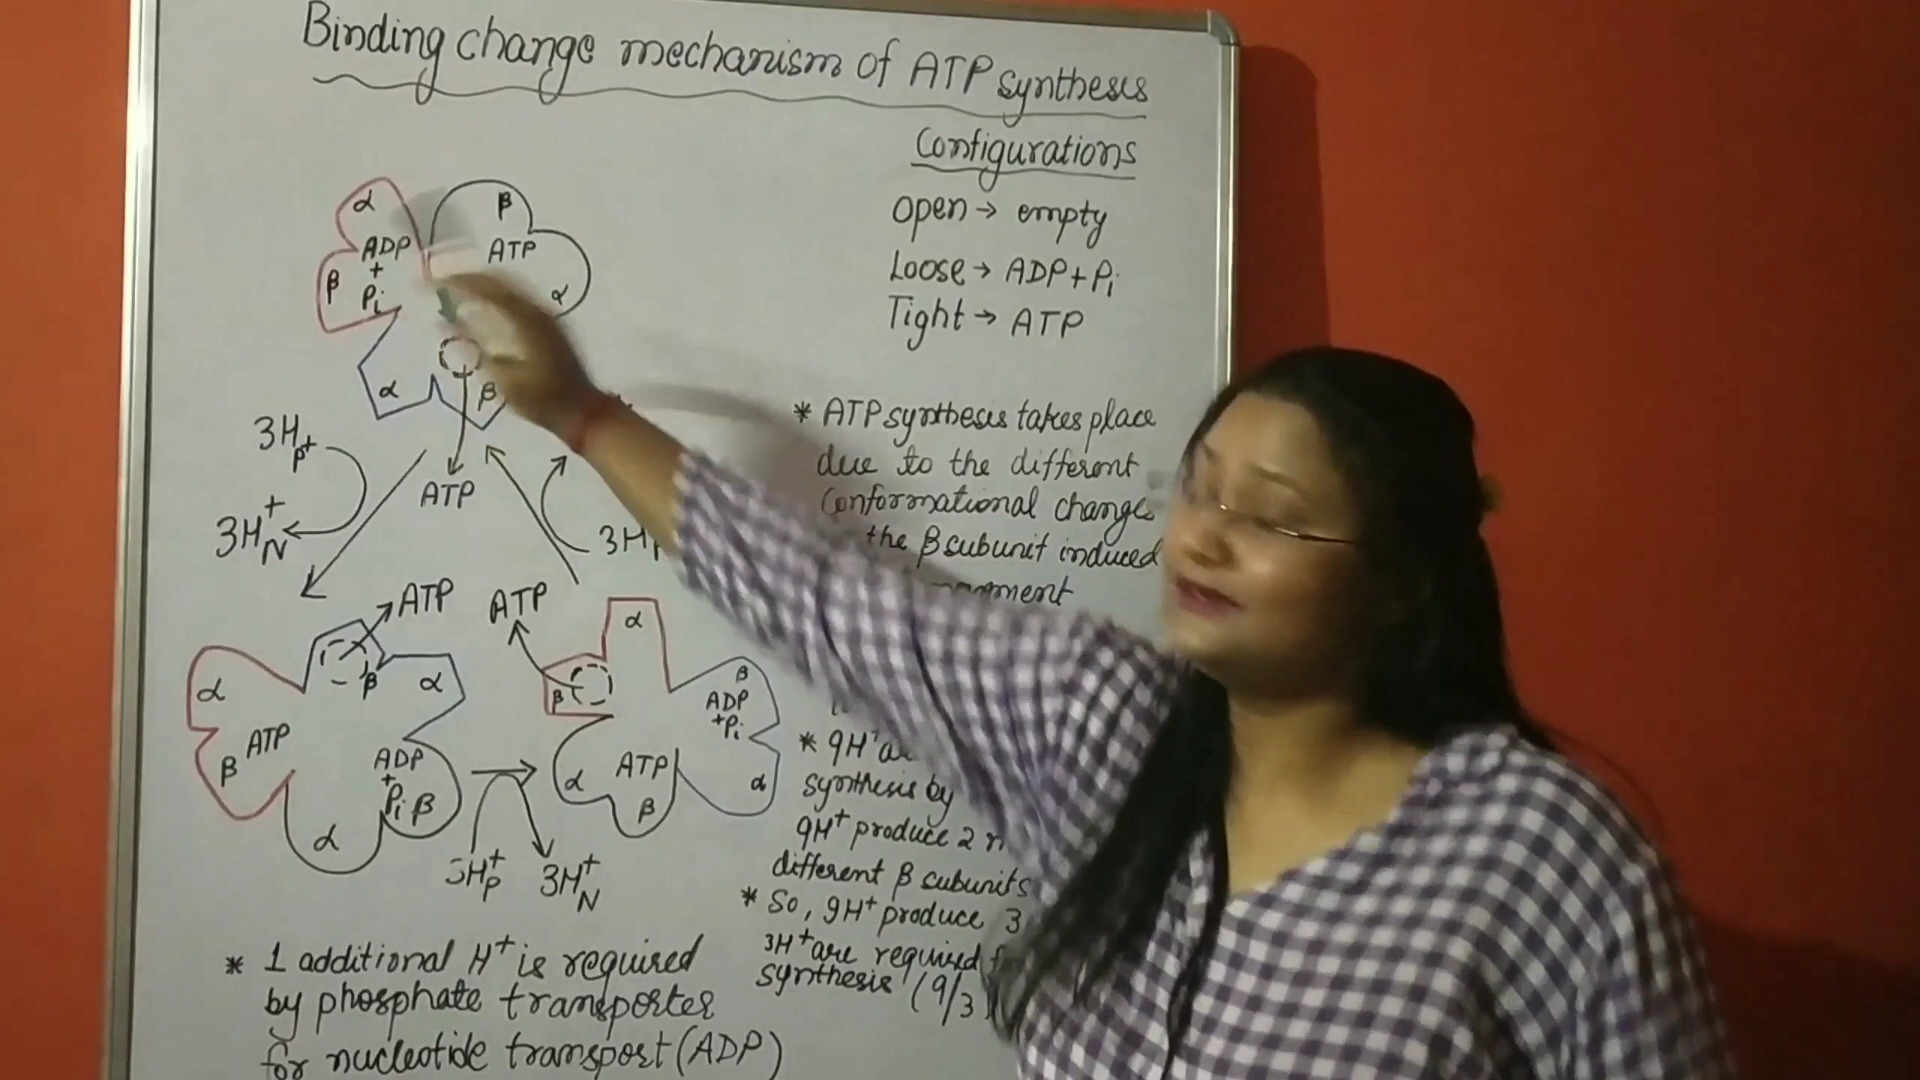 Binding change mechanism of ATP synthesis
Configurations
Open → empty
Loose → ADP + Pi
Tight → ATP
α
ADP
+
Pi
β
β
ATP
α
α
β
ATP
3H+P
3H+N
3H
* ATP synthesis takes place
due to the different
Conformational change
the β subunit induced
* 9H+
synthesis by
9H+ produce 2
different β subunits
* So, 9H+ produce 3
3H+ are required
synthesis (9/3)
ATP
α
ATP
β
β
α
ADP
+
Pi β
α
3H+P
3H+N
ATP
α
β
β
ADP
+Pi
α
α
ATP
β
* 1 additional H+ is required
by phosphate transporter
for nucleotide transport (ADP)